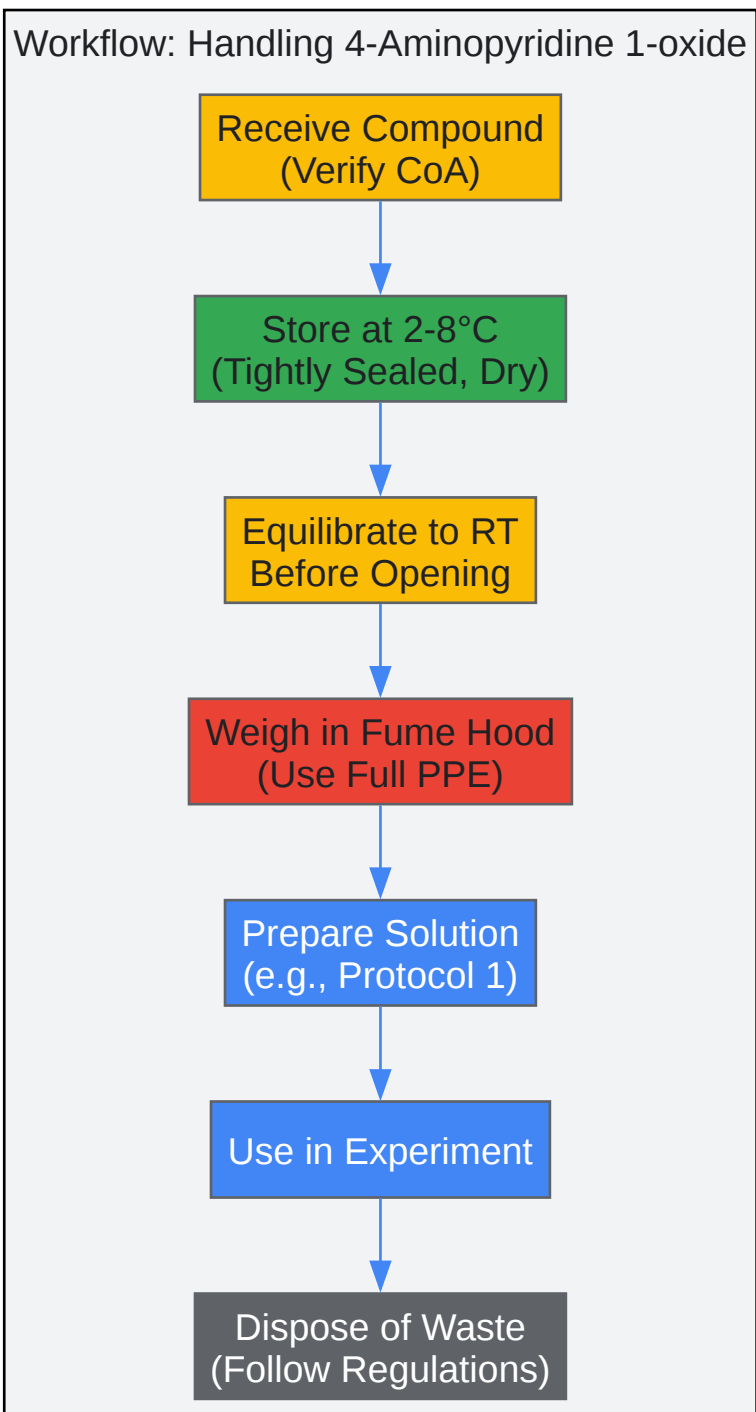 Workflow: Handling 4-Aminopyridine 1-oxide
Receive Compound
(Verify CoA)
Store at 2-8°C
(Tightly Sealed, Dry)
Equilibrate to RT
Before Opening
Weigh in Fume Hood
(Use Full PPE)
Prepare Solution
(e.g., Protocol 1)
Use in Experiment
Dispose of Waste
(Follow Regulations)